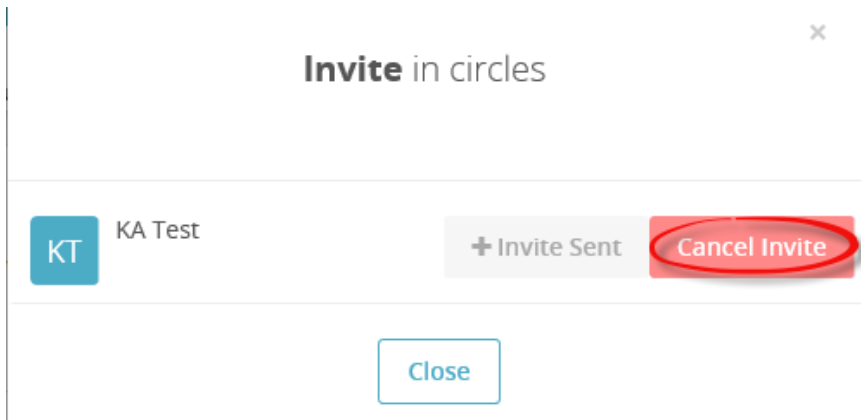 ×
Invite in circles
KT
KA Test
+ Invite Sent
Cancel Invite
Close